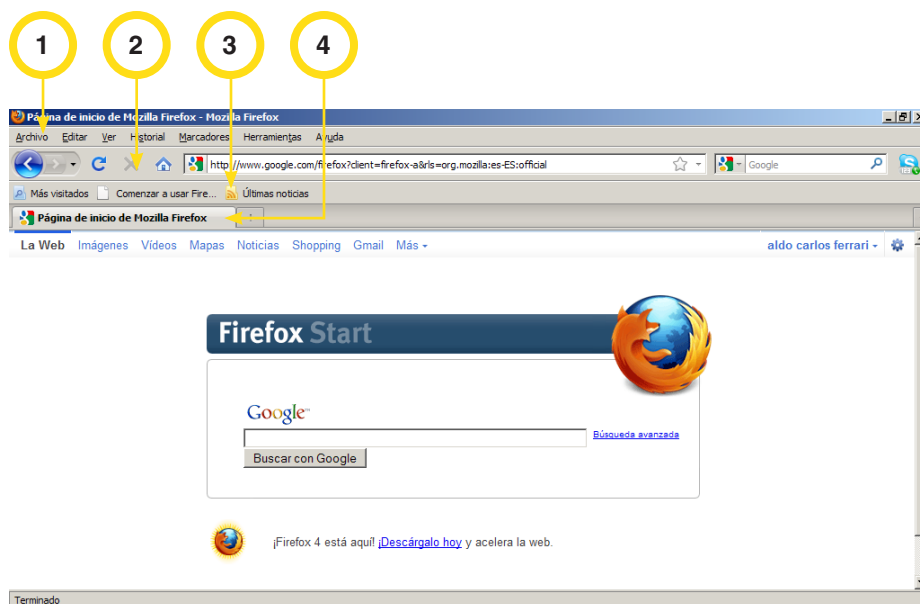 1 2 3 4
Página de inicio de Mozilla Firefox - Mozilla Firefox
Archivo Editar Ver Historial Marcadores Herramientas Ayuda
http://www.google.com/firefox?client=firefox-a&rls=org.mozilla:es-ES:official Google
Más visitados Comenzar a usar Fire... Últimas noticias
Página de inicio de Mozilla Firefox
La Web Imágenes Vídeos Mapas Noticias Shopping Gmail Más aldo carlos ferrari
Firefox Start
Google™
Búsqueda avanzada
Buscar con Google
¡Firefox 4 está aquí! ¡Descárgalo hoy y acelera la web.
Terminado